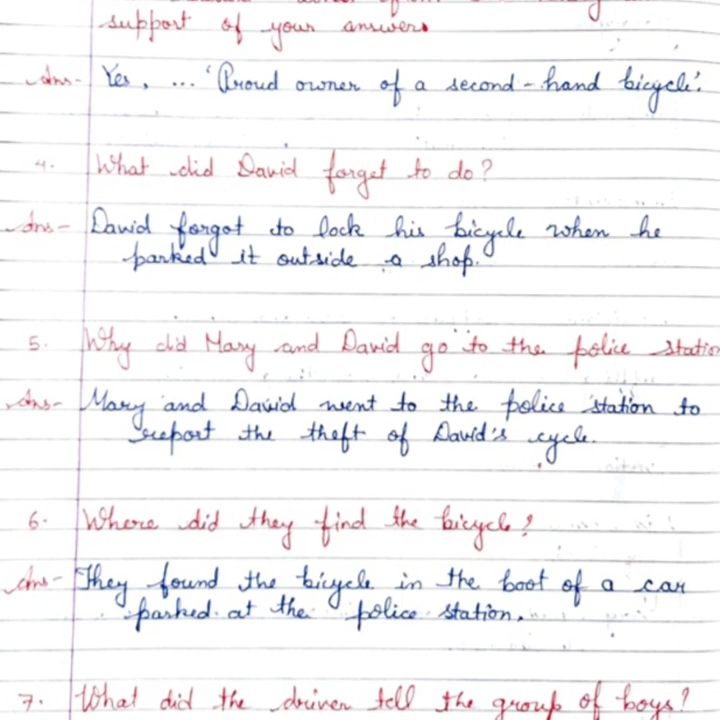 support of your answer.
Ans- Yes, ... 'Proud owner of a second-hand bicycle'.
4. What did David forget to do?
Ans- David forgot to lock his bicycle when he
parked it outside a shop.
5. Why did Mary and David go to the police station
Ans- Mary and David went to the police station to
report the theft of David's cycle.
6. Where did they find the bicycle?
Ans- They found the bicycle in the boot of a car
parked at the police station.
7. What did the driver tell the group of boys?